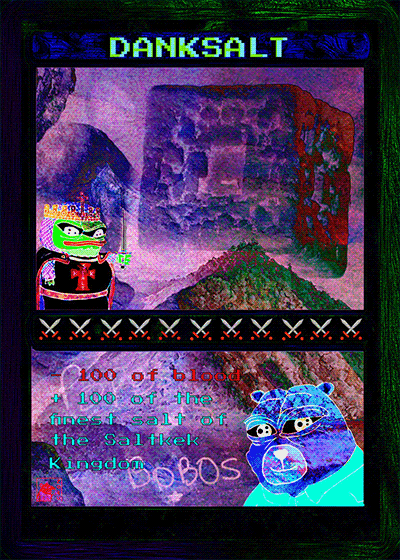 DANKSALT
- 100 of blood
+ 100 of the
finest salt of
the Saltkek
Kingdom
BOBOS